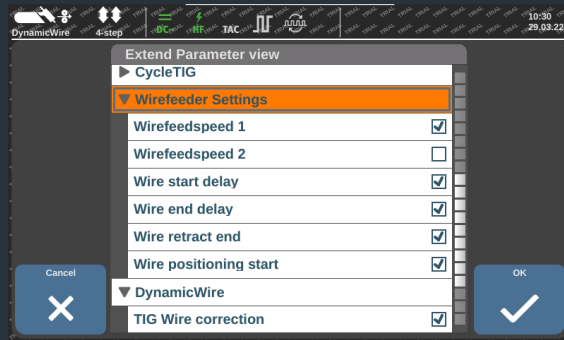 DynamicWire
4-step
DC-
HF
TAC
10:30
29.03.22
Extend Parameter view
CycleTIG
Wirefeeder Settings
Wirefeedspeed 1
Wirefeedspeed 2
Wire start delay
Wire end delay
Wire retract end
Wire positioning start
DynamicWire
TIG Wire correction
Cancel
OK
TRIAL